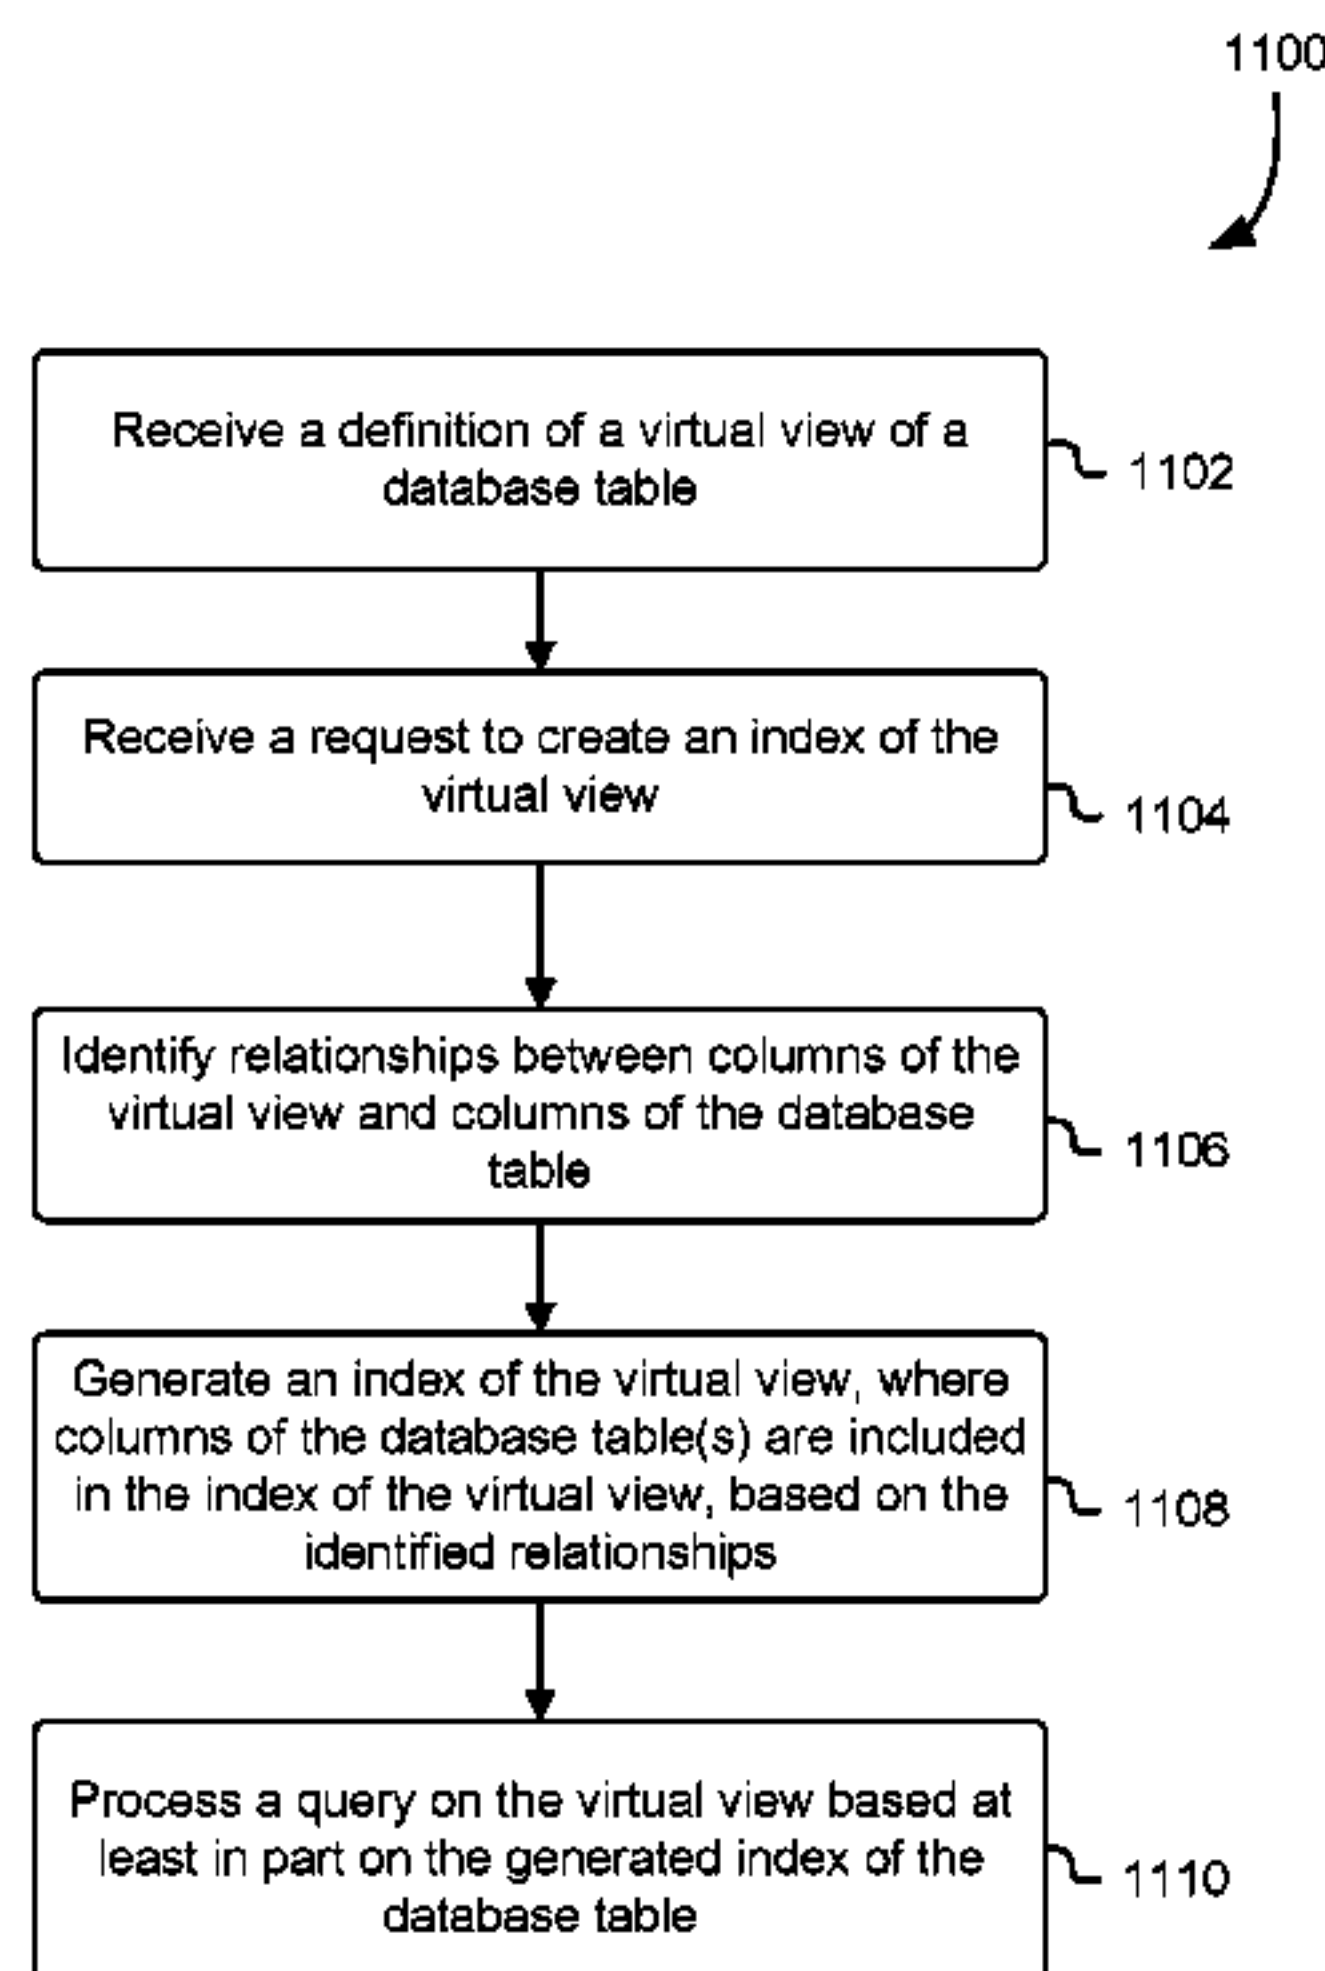 1100
Receive a definition of a virtual view of a
database table
1102
Receive a request to create an index of the
virtual view
1104
Identify relationships between columns of the
virtual view and columns of the database
table
1106
Generate an index of the virtual view, where
columns of the database table(s) are included
in the index of the virtual view, based on the
identified relationships
1108
Process a query on the virtual view based at
least in part on the generated index of the
database table
1110